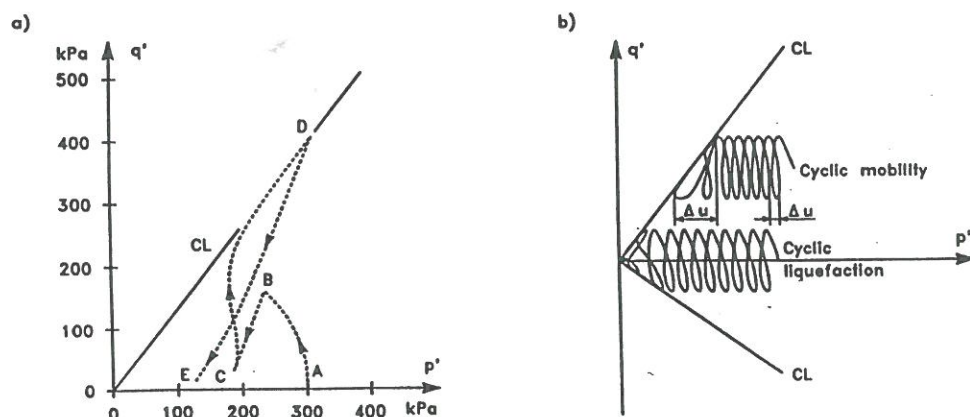 a)
q'
kPa
500
400
300
200
100
0
0
100
200
300
400
p'
kPa
CL
D
B
A
C
E
b)
q'
CL
Cyclic mobility
Δu
Δu
Cyclic
liquefaction
p'
CL